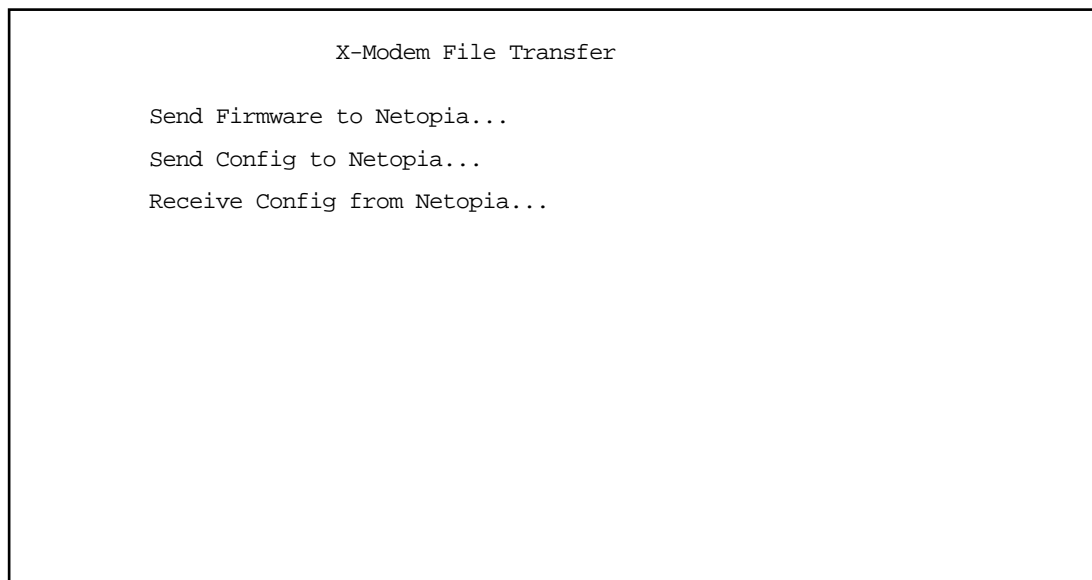 X-Modem File Transfer
Send Firmware to Netopia...
Send Config to Netopia...
Receive Config from Netopia...